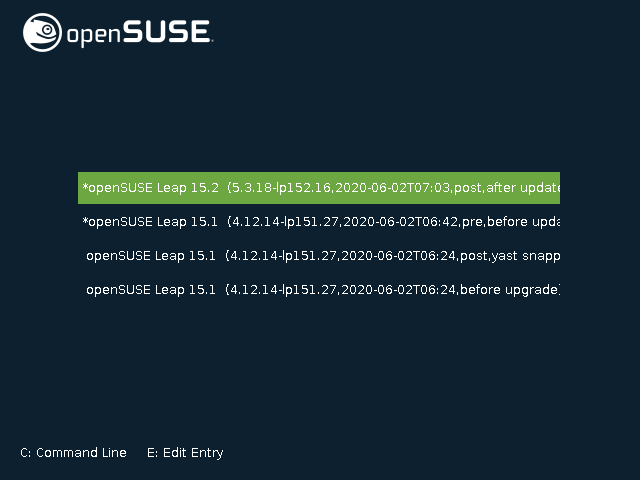 openSUSE.
*openSUSE Leap 15.2 (5.3.18-lp152.16,2020-06-02T07:03,post,after update
*openSUSE Leap 15.1 (4.12.14-lp151.27,2020-06-02T06:42,pre,before upda
openSUSE Leap 15.1 (4.12.14-lp151.27,2020-06-02T06:24,post,yast snapp
openSUSE Leap 15.1 (4.12.14-lp151.27,2020-06-02T06:24,before upgrade)
C: Command Line E: Edit Entry